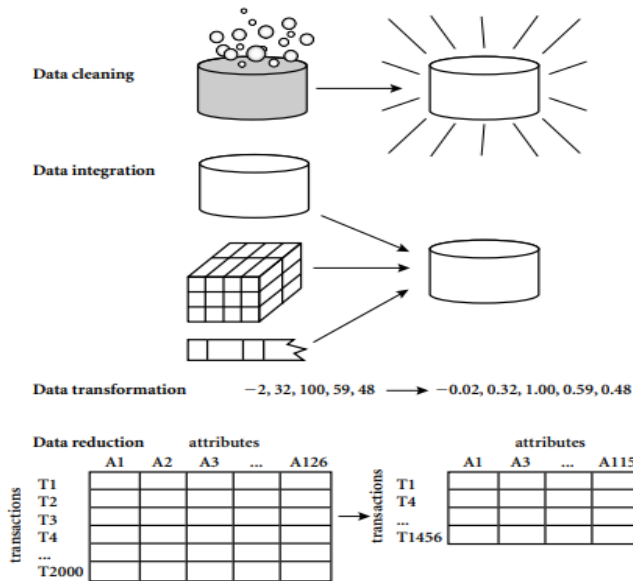 Data cleaning
Data integration
Data transformation −2, 32, 100, 59, 48 −0.02, 0.32, 1.00, 0.59, 0.48
Data reduction attributes
A1 A2 A3 ... A126
transactions
T1
T2
T3
T4
...
T2000
attributes
A1 A3 ... A115
transactions
T1
T4
...
T1456